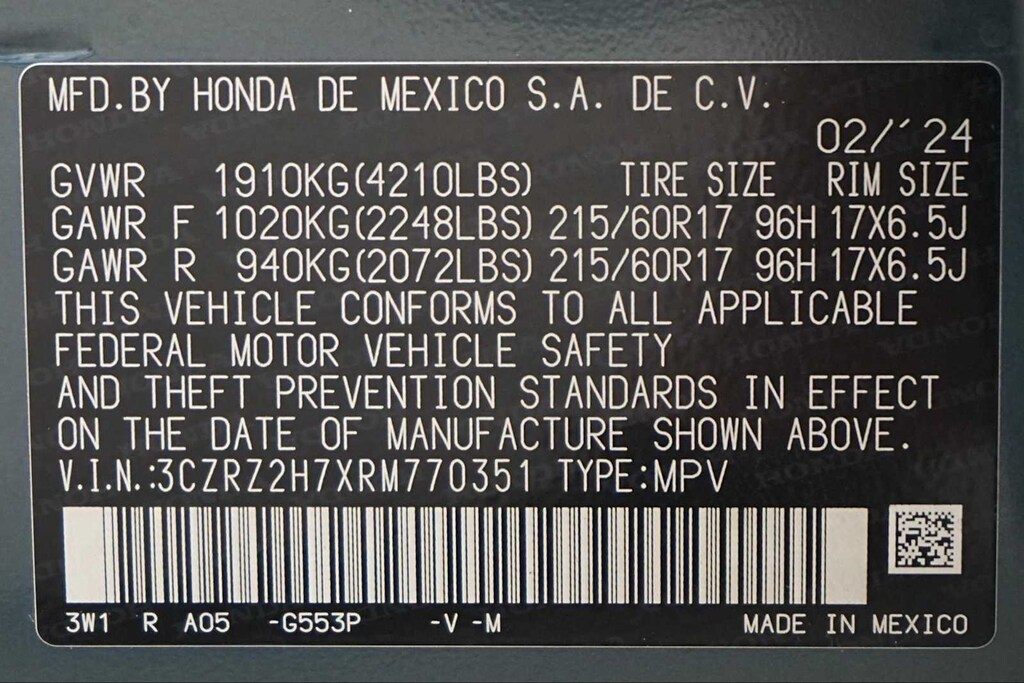 MFD.BY HONDA DE MEXICO S.A. DE C.V.
02/´24
GVWR 1910KG(4210LBS) TIRE SIZE RIM SIZE
GAWR F 1020KG(2248LBS) 215/60R17 96H 17X6.5J
GAWR R 940KG(2072LBS) 215/60R17 96H 17X6.5J
THIS VEHICLE CONFORMS TO ALL APPLICABLE
FEDERAL MOTOR VEHICLE SAFETY
AND THEFT PREVENTION STANDARDS IN EFFECT
ON THE DATE OF MANUFACTURE SHOWN ABOVE.
V.I.N.:3CZRZ2H7XRM770351 TYPE:MPV
3W1 R A05 -G553P -V -M MADE IN MEXICO